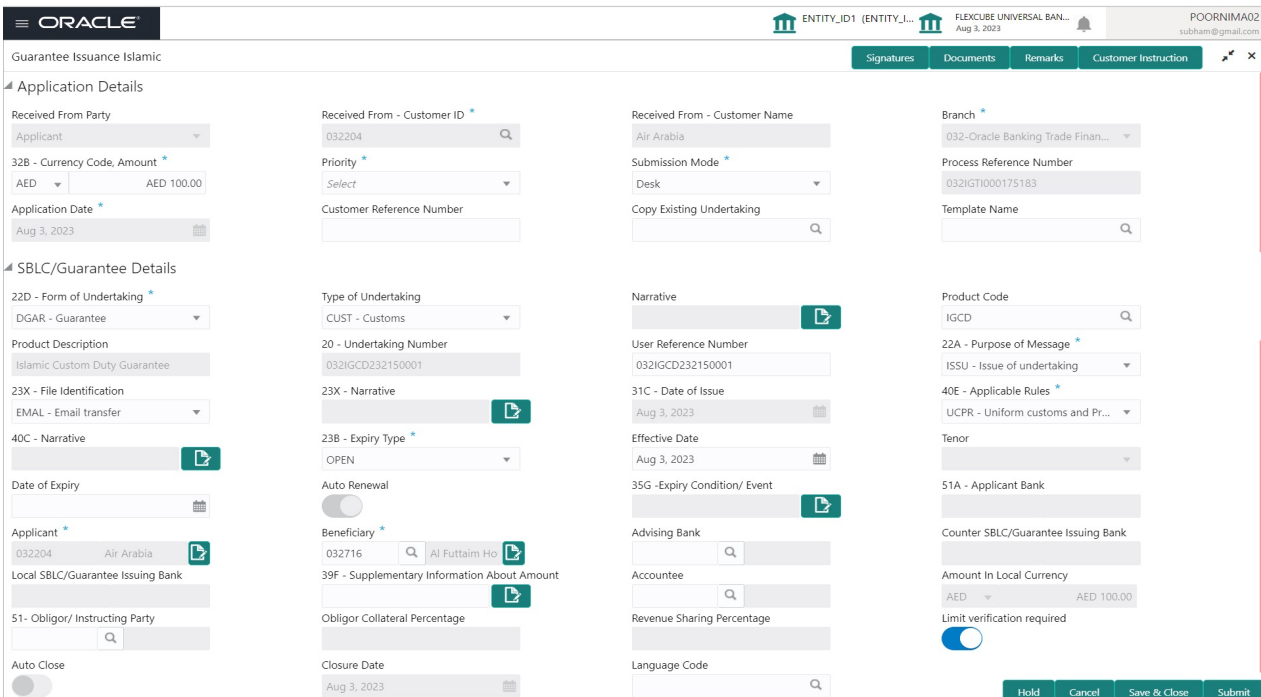 ORACLE
ENTITY_ID1 (ENTITY_I...
FLEXCUBE UNIVERSAL BAN...
Aug 3, 2023
POORNIMA02
subham@gmail.com
Guarantee Issuance Islamic
Signatures
Documents
Remarks
Customer Instruction
Application Details
Received From Party
Received From - Customer ID *
Received From - Customer Name
Branch *
Applicant
032204
Air Arabia
032-Oracle Banking Trade Finan...
32B - Currency Code, Amount *
Priority *
Submission Mode *
Process Reference Number
AED
AED 100.00
Select
Desk
032IGTI000175183
Application Date *
Customer Reference Number
Copy Existing Undertaking
Template Name
Aug 3, 2023
SBLC/Guarantee Details
22D - Form of Undertaking *
Type of Undertaking
Narrative
Product Code
DGAR - Guarantee
CUST - Customs
IGCD
Product Description
20 - Undertaking Number
User Reference Number
22A - Purpose of Message *
Islamic Custom Duty Guarantee
032IGCD232150001
032IGCD232150001
ISSU - Issue of undertaking
23X - File Identification
23X - Narrative
31C - Date of Issue
40E - Applicable Rules *
EMAL - Email transfer
Aug 3, 2023
UCPR - Uniform customs and Pr...
40C - Narrative
23B - Expiry Type *
Effective Date
Tenor
OPEN
Aug 3, 2023
Date of Expiry
Auto Renewal
35G -Expiry Condition/ Event
51A - Applicant Bank
Applicant *
Beneficiary *
Advising Bank
Counter SBLC/Guarantee Issuing Bank
032204
Air Arabia
032716
Al Futtaim Ho
Local SBLC/Guarantee Issuing Bank
39F - Supplementary Information About Amount
Accountee
Amount In Local Currency
AED
AED 100.00
51- Obligor/ Instructing Party
Obligor Collateral Percentage
Revenue Sharing Percentage
Limit verification required
Auto Close
Closure Date
Language Code
Aug 3, 2023
Hold
Cancel
Save & Close
Submit